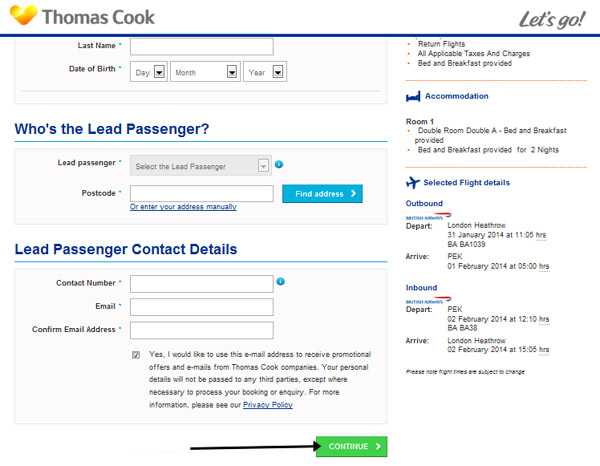 Thomas Cook
Let's go!
Last Name *
Date of Birth *
Day
Month
Year
Who's the Lead Passenger?
Lead passenger *
Select the Lead Passenger
Postcode *
Find address
Or enter your address manually
Lead Passenger Contact Details
Contact Number *
Email *
Confirm Email Address *
Yes, I would like to use this e-mail address to receive promotional
offers and e-mails from Thomas Cook companies. Your personal
details will not be passed to any third parties, except where
necessary to process your booking or enquiry. For more
information, please see our Privacy Policy
CONTINUE
Return Flights
All Applicable Taxes And Charges
Bed and Breakfast provided
Accommodation
Room 1
Double Room Double A - Bed and Breakfast
provided
Bed and Breakfast provided for 2 Nights
Selected Flight details
Outbound
BRITISH AIRWAYS
Depart: London Heathrow
31 January 2014 at 11:05 hrs
BA BA1039
Arrive: PEK
01 February 2014 at 05:00 hrs
Inbound
BRITISH AIRWAYS
Depart: PEK
02 February 2014 at 12:10 hrs
BA BA38
Arrive: London Heathrow
02 February 2014 at 15:05 hrs
Please note flight times are subject to change